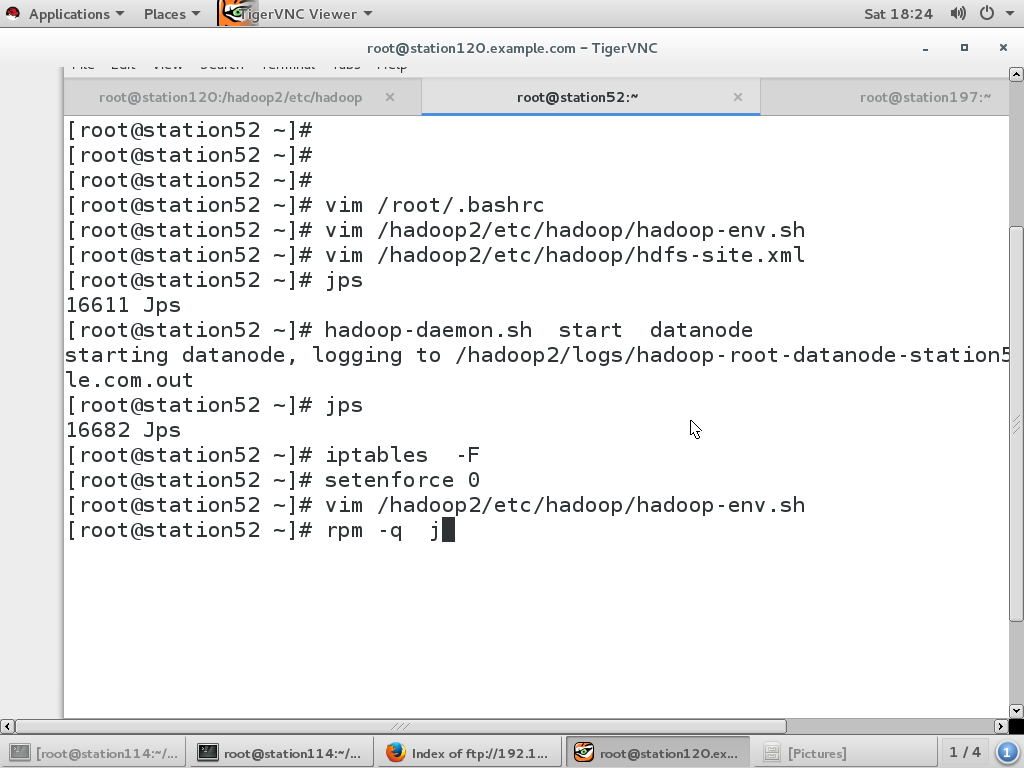 Applications Places TigerVNC Viewer Sat 18:24
root@station120.example.com – TigerVNC
File Edit View Search Terminal Tabs Help
root@station120:/hadoop2/etc/hadoop × root@station52:~ × root@station197:~
[root@station52 ~]#
[root@station52 ~]#
[root@station52 ~]#
[root@station52 ~]# vim /root/.bashrc
[root@station52 ~]# vim /hadoop2/etc/hadoop/hadoop-env.sh
[root@station52 ~]# vim /hadoop2/etc/hadoop/hdfs-site.xml
[root@station52 ~]# jps
16611 Jps
[root@station52 ~]# hadoop-daemon.sh  start  datanode
starting datanode, logging to /hadoop2/logs/hadoop-root-datanode-station5
le.com.out
[root@station52 ~]# jps
16682 Jps
[root@station52 ~]# iptables  -F
[root@station52 ~]# setenforce 0
[root@station52 ~]# vim /hadoop2/etc/hadoop/hadoop-env.sh
[root@station52 ~]# rpm -q  j
[root@station114:~/... root@station114:~/... Index of ftp://192.1... root@station120.ex... [Pictures] 1 / 4 1